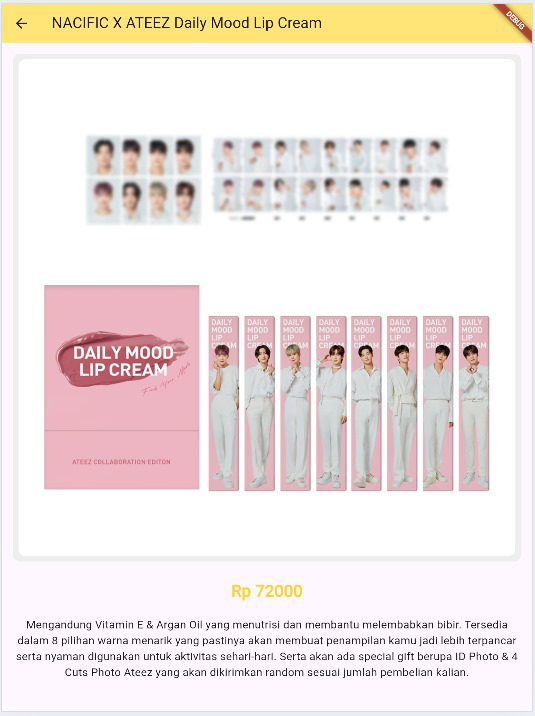 NACIFIC X ATEEZ Daily Mood Lip Cream
DEBUG
DAILY MOOD
LIP CREAM
Find Your Mode
ATEEZ COLLABORATION EDITON
DAILY
MOOD
LIP
CREAM
DAILY
MOOD
LIP
CREAM
DAILY
MOOD
LIP
CREAM
DAILY
MOOD
LIP
CREAM
DAILY
MOOD
LIP
CREAM
DAILY
MOOD
LIP
CREAM
DAILY
MOOD
LIP
CREAM
DAILY
MOOD
LIP
CREAM
Rp 72000
Mengandung Vitamin E & Argan Oil yang menutrisi dan membantu melembabkan bibir. Tersedia
dalam 8 pilihan warna menarik yang pastinya akan membuat penampilan kamu jadi lebih terpancar
serta nyaman digunakan untuk aktivitas sehari-hari. Serta akan ada special gift berupa ID Photo & 4
Cuts Photo Ateez yang akan dikirimkan random sesuai jumlah pembelian kalian.